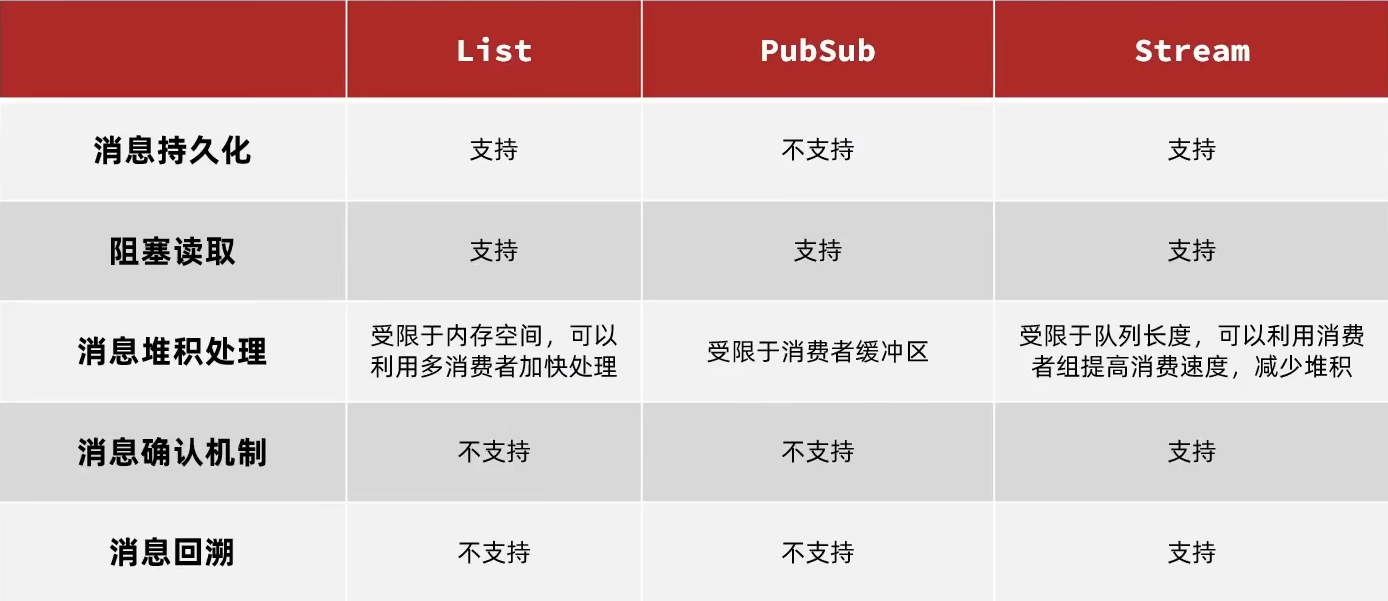 List PubSub Stream
消息持久化 支持 不支持 支持
阻塞读取 支持 支持 支持
消息堆积处理 受限于内存空间，可以 受限于消费者缓冲区 受限于队列长度，可以利用消费
利用多消费者加快处理 者组提高消费速度，减少堆积
消息确认机制 不支持 不支持 支持
消息回溯 不支持 不支持 支持